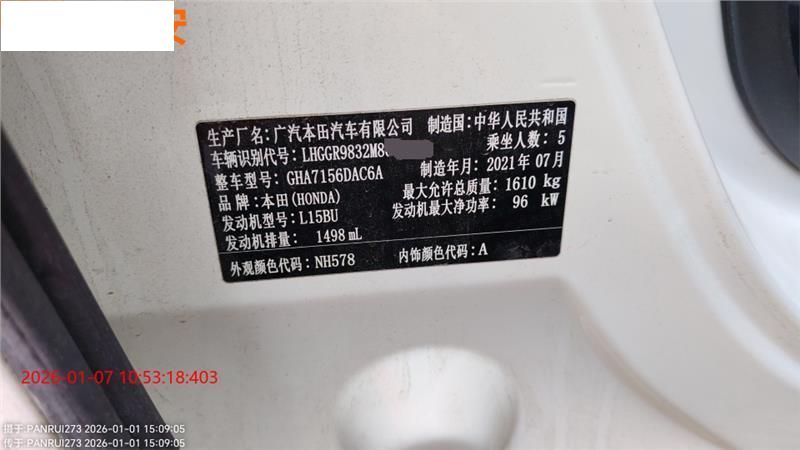 生产厂名:广汽本田汽车有限公司 制造国:中华人民共和国
车辆识别代号:LHGGR9832M8 乘坐人数:5
整车型号:GHA7156DAC6A 制造年月:2021年07月
品牌:本田(HONDA) 最大允许总质量:1610 kg
发动机型号:L15BU 发动机最大净功率:96 kW
发动机排量:1498 mL
外观颜色代码:NH578 内饰颜色代码:A
2026-01-07 10:53:18:403
摄于 PANRUI273 2026-01-01 15:09:05
传于 PANRUI273 2026-01-01 15:09:05